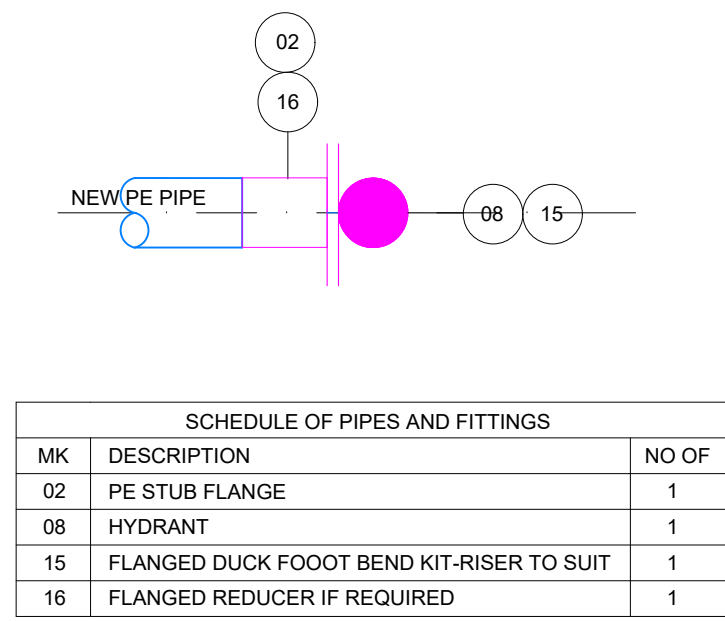 02
16
NEW PE PIPE
08 15
SCHEDULE OF PIPES AND FITTINGS
MK DESCRIPTION NO OF
02 PE STUB FLANGE 1
08 HYDRANT 1
15 FLANGED DUCK FOOOT BEND KIT-RISER TO SUIT 1
16 FLANGED REDUCER IF REQUIRED 1